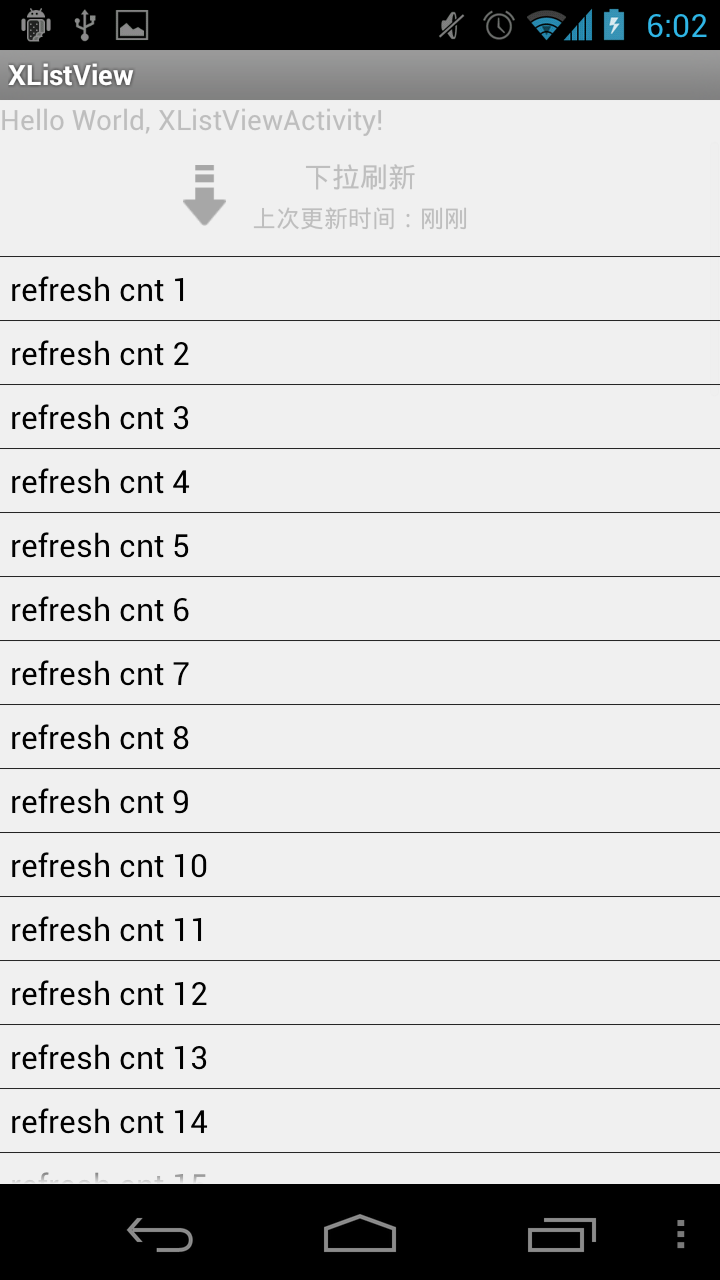 6:02
XListView
Hello World, XListViewActivity!
下拉刷新
上次更新时间：刚刚
refresh cnt 1
refresh cnt 2
refresh cnt 3
refresh cnt 4
refresh cnt 5
refresh cnt 6
refresh cnt 7
refresh cnt 8
refresh cnt 9
refresh cnt 10
refresh cnt 11
refresh cnt 12
refresh cnt 13
refresh cnt 14
refresh cnt 15